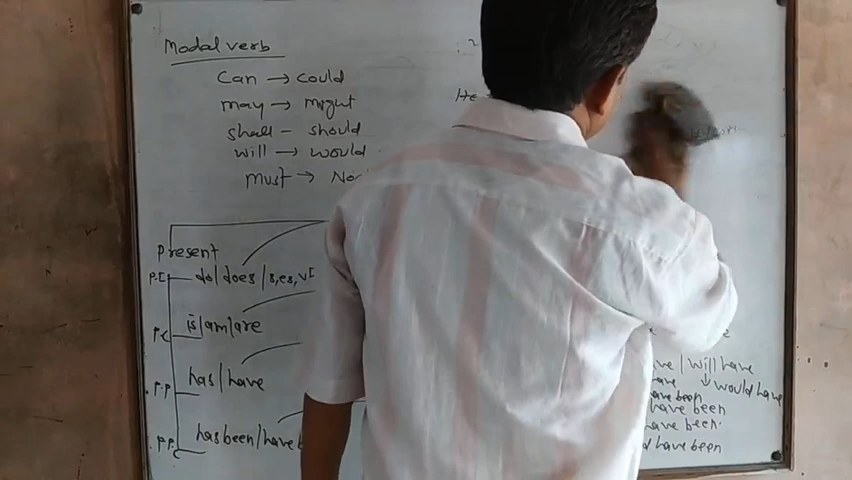 Modal verb
Can → Could
may → might
shall – should
will → would
must → No
Present
P.I do/does/s,es,vI
P.C is/am/are
P.P has/have
P.P.C has been/have b
He
ve / will have
ave ↓ would have
ave been
have been
have been
d have been